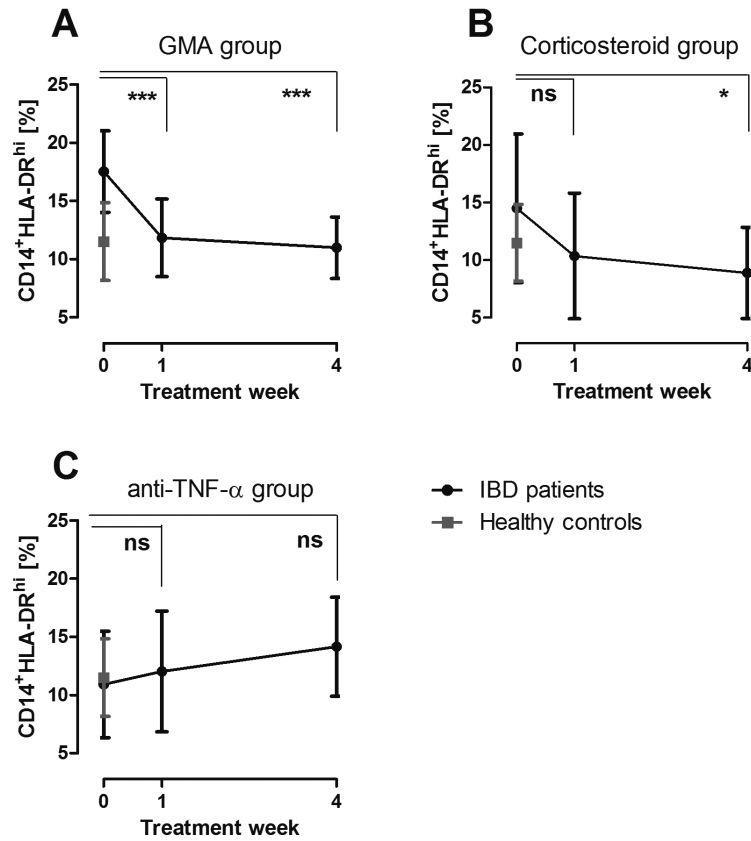 A
GMA group
CD14⁺HLA-DRʰⁱ [%]
25
20
15
10
5
***
***
0 1 4
Treatment week
B
Corticosteroid group
CD14⁺HLA-DRʰⁱ [%]
25
20
15
10
5
ns
*
0 1 4
Treatment week
C
anti-TNF-α group
CD14⁺HLA-DRʰⁱ [%]
25
20
15
10
5
ns
ns
0 1 4
Treatment week
IBD patients
Healthy controls